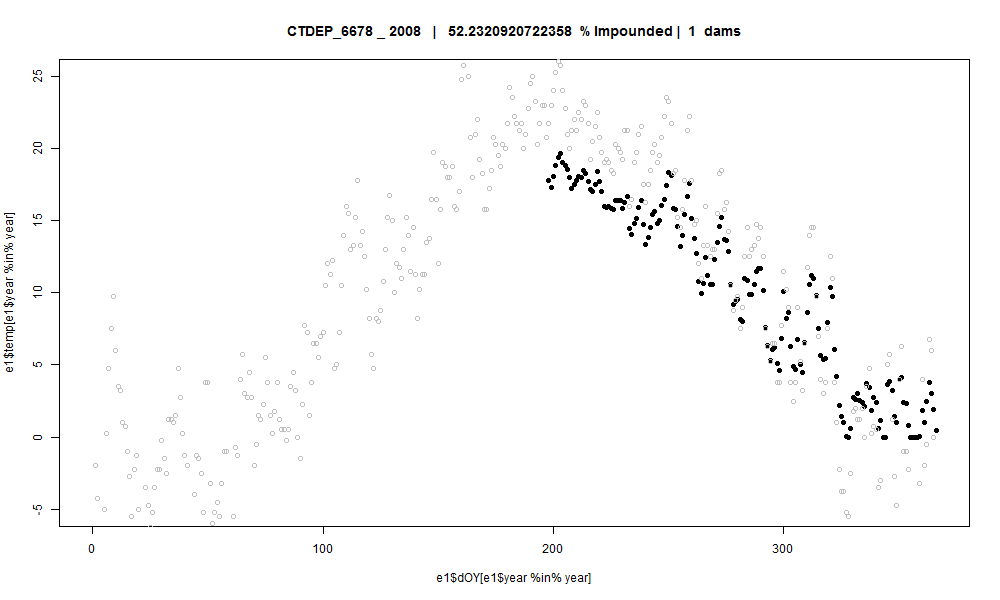 CTDEP_6678 _ 2008 | 52.2320920722358 % Impounded | 1 dams
e1$temp[e1$year %in% year]
25
20
15
10
5
0
-5
0 100 200 300
e1$dOY[e1$year %in% year]